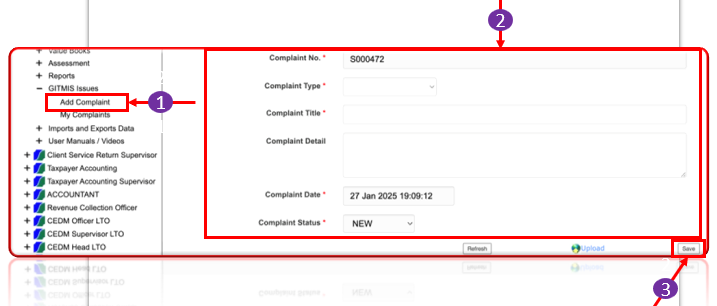 2
Value Books
+ Assessment
+ Reports
− GITMIS Issues
Add Complaint
My Complaints
+ Imports and Exports Data
+ User Manuals / Videos
+ Client Service Return Supervisor
+ Taxpayer Accounting
+ Taxpayer Accounting Supervisor
+ ACCOUNTANT
+ Revenue Collection Officer
+ CEDM Officer LTO
+ CEDM Supervisor LTO
+ CEDM Head LTO
1
Complaint No. * S000472
Complaint Type *
Complaint Title *
Complaint Detail
Complaint Date * 27 Jan 2025 19:09:12
Complaint Status * NEW
Refresh Upload Save
3